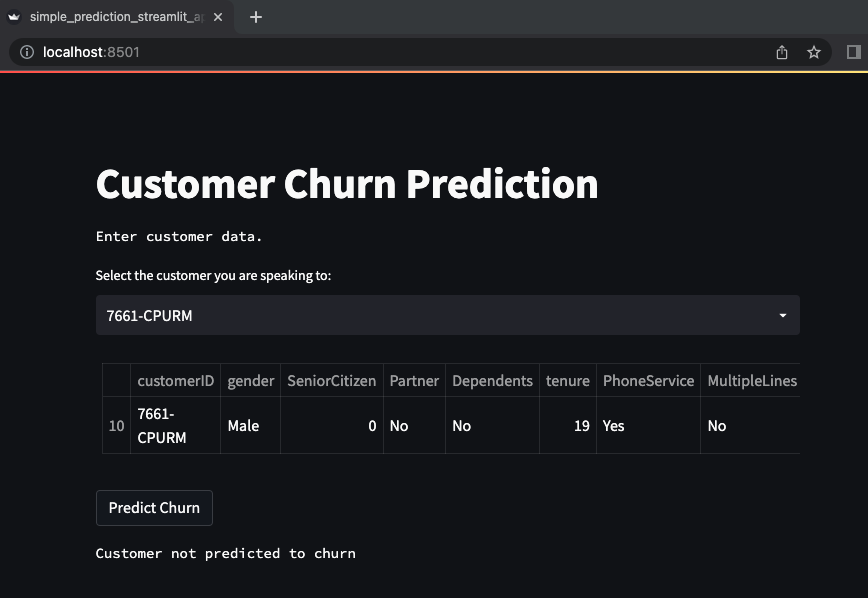 simple_prediction_streamlit_ap
localhost:8501
Customer Churn Prediction
Enter customer data.
Select the customer you are speaking to:
7661-CPURM
customerID gender SeniorCitizen Partner Dependents tenure PhoneService MultipleLines
10 7661-CPURM Male 0 No No 19 Yes No
Predict Churn
Customer not predicted to churn